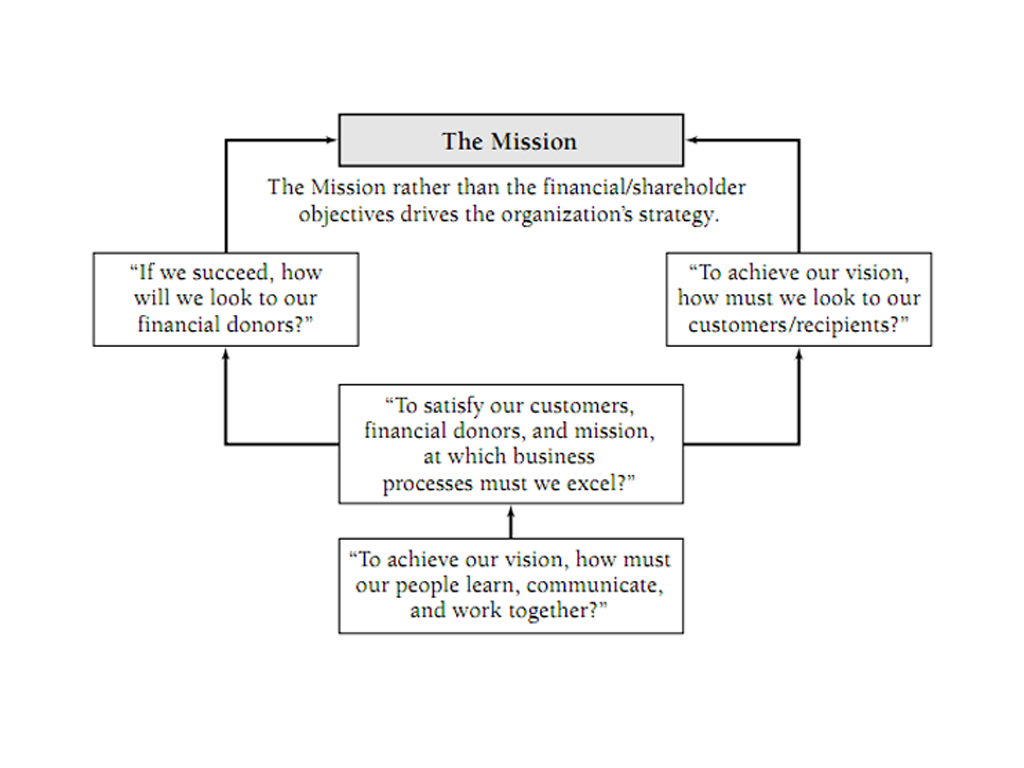 The Mission
The Mission rather than the financial/shareholder
objectives drives the organization’s strategy.
“If we succeed, how
will we look to our
financial donors?”
“To achieve our vision,
how must we look to our
customers/recipients?”
“To satisfy our customers,
financial donors, and mission,
at which business
processes must we excel?”
“To achieve our vision, how must
our people learn, communicate,
and work together?”